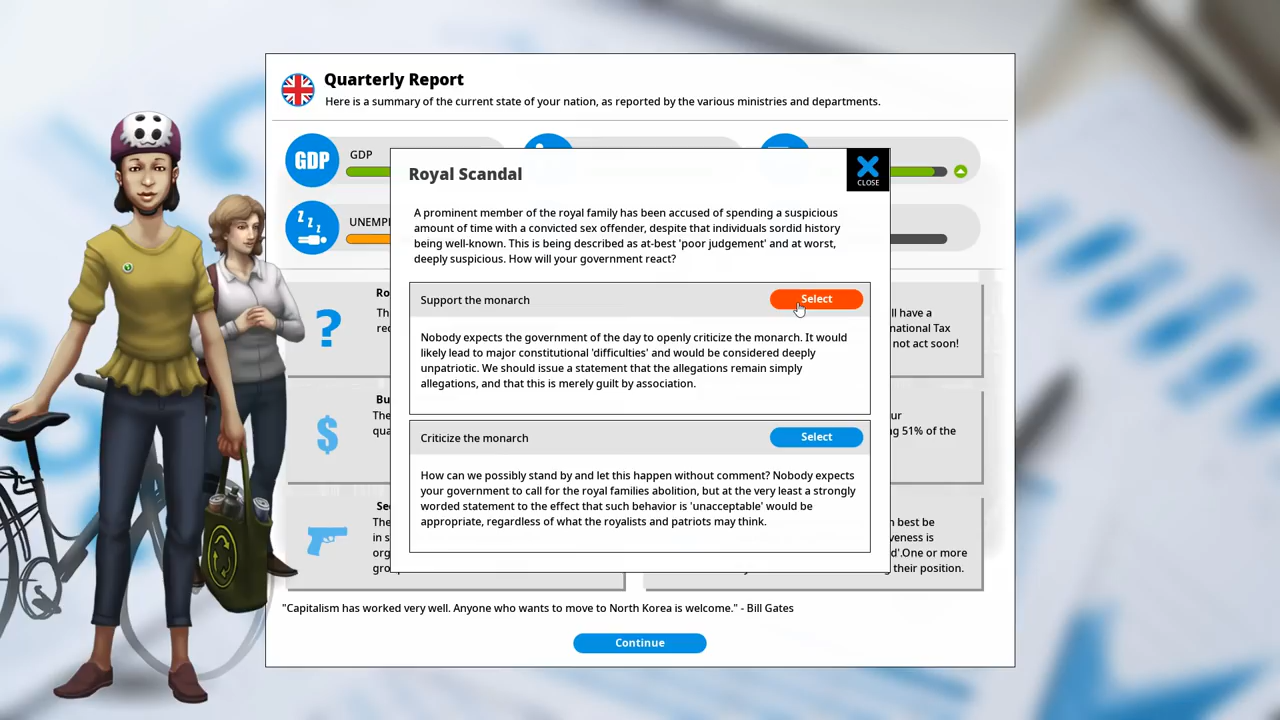 Quarterly Report
Here is a summary of the current state of your nation, as reported by the various ministries and departments.
GDP
GDP
Z Z Z
UNEMPL
Royal Scandal
CLOSE
A prominent member of the royal family has been accused of spending a suspicious
amount of time with a convicted sex offender, despite that individuals sordid history
being well-known. This is being described as at-best 'poor judgement' and at worst,
deeply suspicious. How will your government react?
Support the monarch
Select
Nobody expects the government of the day to openly criticize the monarch. It would
likely lead to major constitutional 'difficulties' and would be considered deeply
unpatriotic. We should issue a statement that the allegations remain simply
allegations, and that this is merely guilt by association.
Criticize the monarch
Select
How can we possibly stand by and let this happen without comment? Nobody expects
your government to call for the royal families abolition, but at the very least a strongly
worded statement to the effect that such behavior is 'unacceptable' would be
appropriate, regardless of what the royalists and patriots may think.
Ro
The
rec
ll have a
national Tax
not act soon!
?
Bu
The
qua
ur
ng 51% of the
$
Se
The
in s
org
gro
n best be
veness is
d'.One or more
their position.
"Capitalism has worked very well. Anyone who wants to move to North Korea is welcome." - Bill Gates
Continue